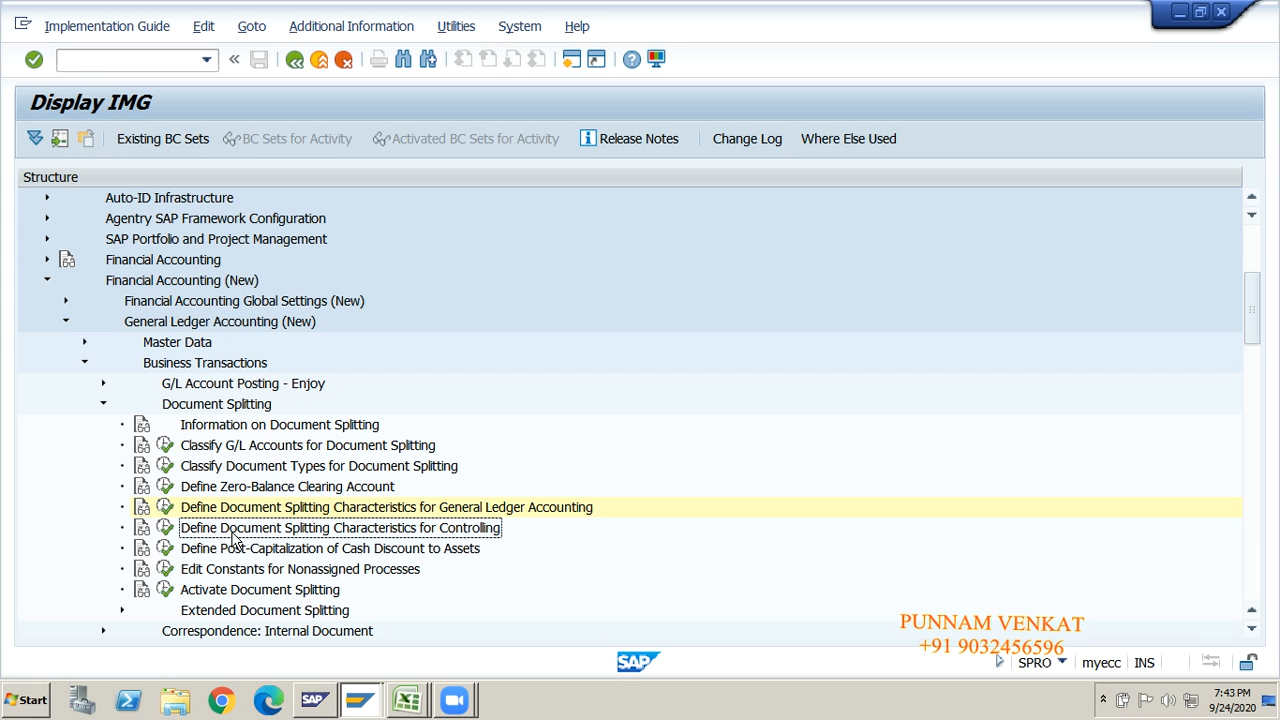 Implementation Guide Edit Goto Additional Information Utilities System Help
Display IMG
Existing BC Sets BC Sets for Activity Activated BC Sets for Activity Release Notes Change Log Where Else Used
Structure
Auto-ID Infrastructure
Agentry SAP Framework Configuration
SAP Portfolio and Project Management
Financial Accounting
Financial Accounting (New)
Financial Accounting Global Settings (New)
General Ledger Accounting (New)
Master Data
Business Transactions
G/L Account Posting - Enjoy
Document Splitting
Information on Document Splitting
Classify G/L Accounts for Document Splitting
Classify Document Types for Document Splitting
Define Zero-Balance Clearing Account
Define Document Splitting Characteristics for General Ledger Accounting
Define Document Splitting Characteristics for Controlling
Define Post-Capitalization of Cash Discount to Assets
Edit Constants for Nonassigned Processes
Activate Document Splitting
Extended Document Splitting
Correspondence: Internal Document
PUNNAM VENKAT
+91 9032456596
SAP SPRO myecc INS
Start SAP 7:43 PM
9/24/2020